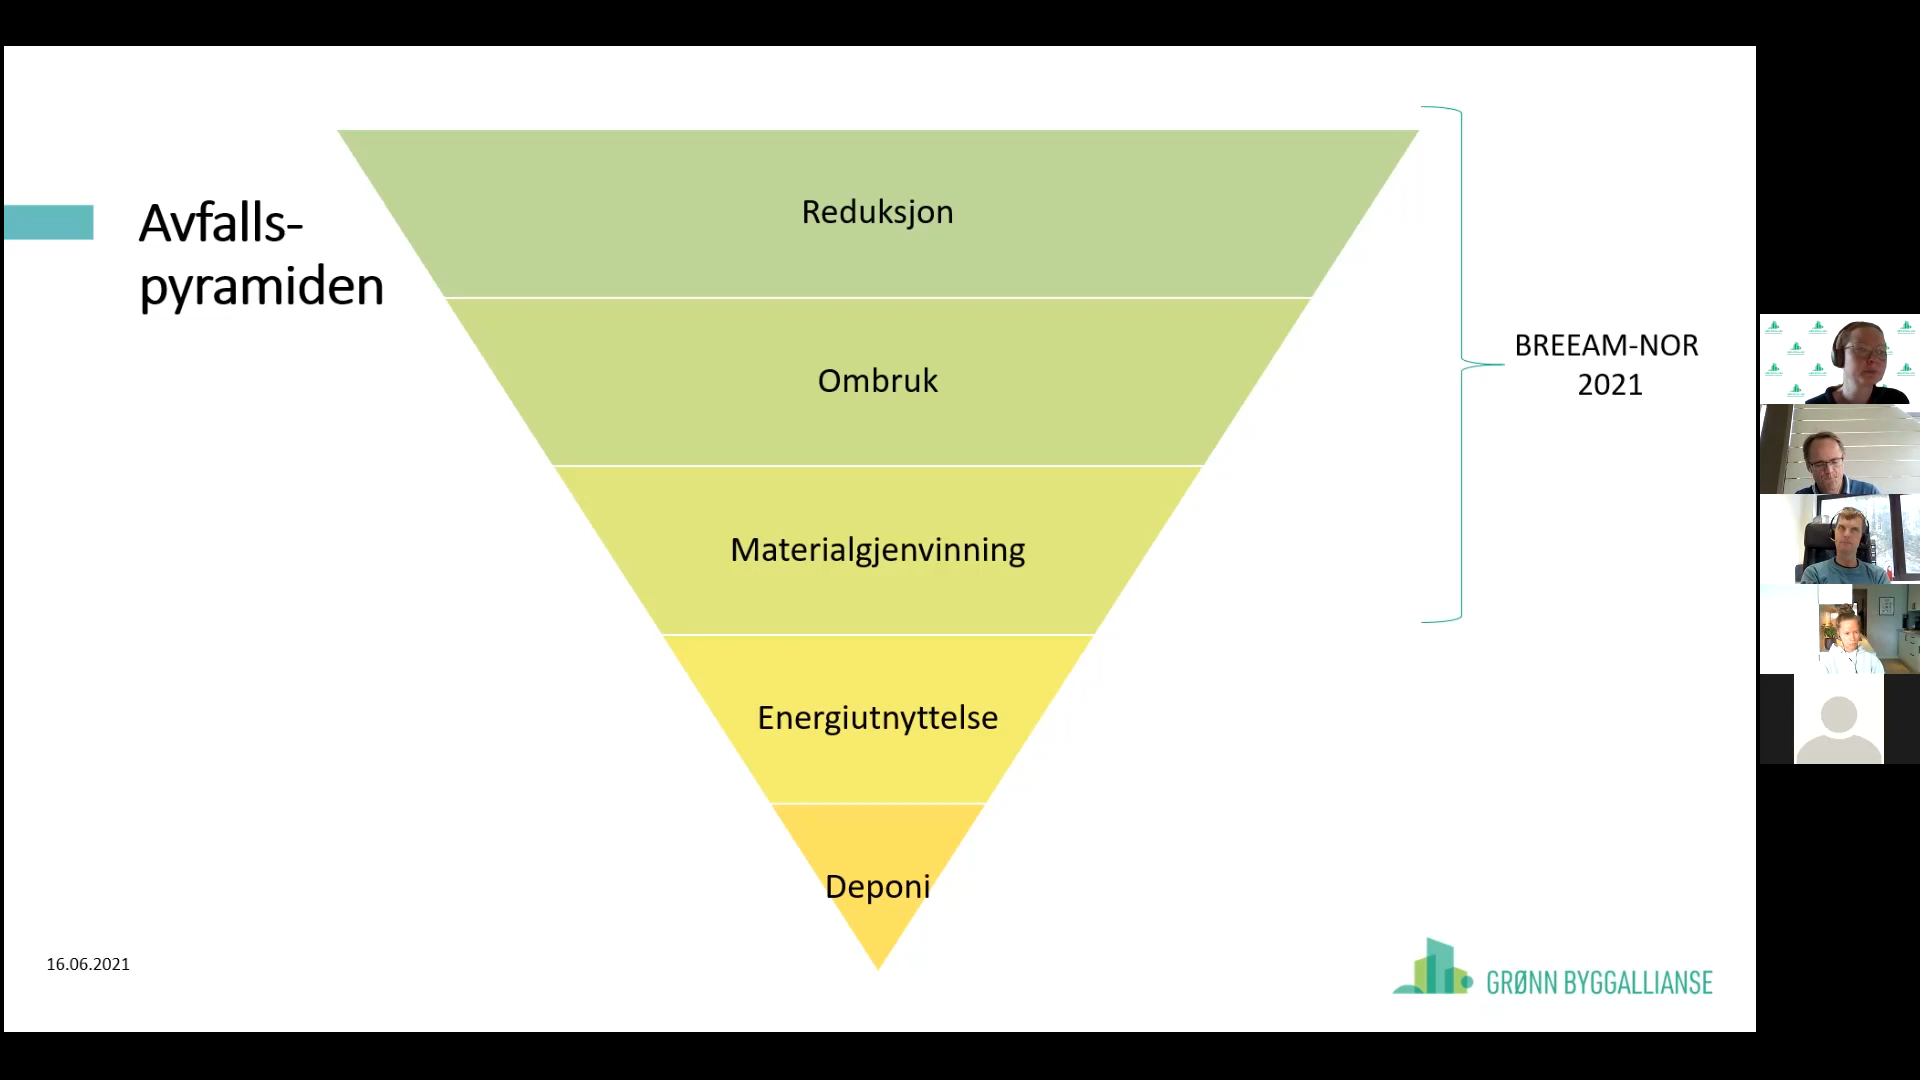 Avfalls-
pyramiden
Reduksjon
Ombruk
Materialgjenvinning
Energiutnyttelse
Deponi
BREEAM-NOR
2021
16.06.2021
GRØNN BYGGALLIANSE